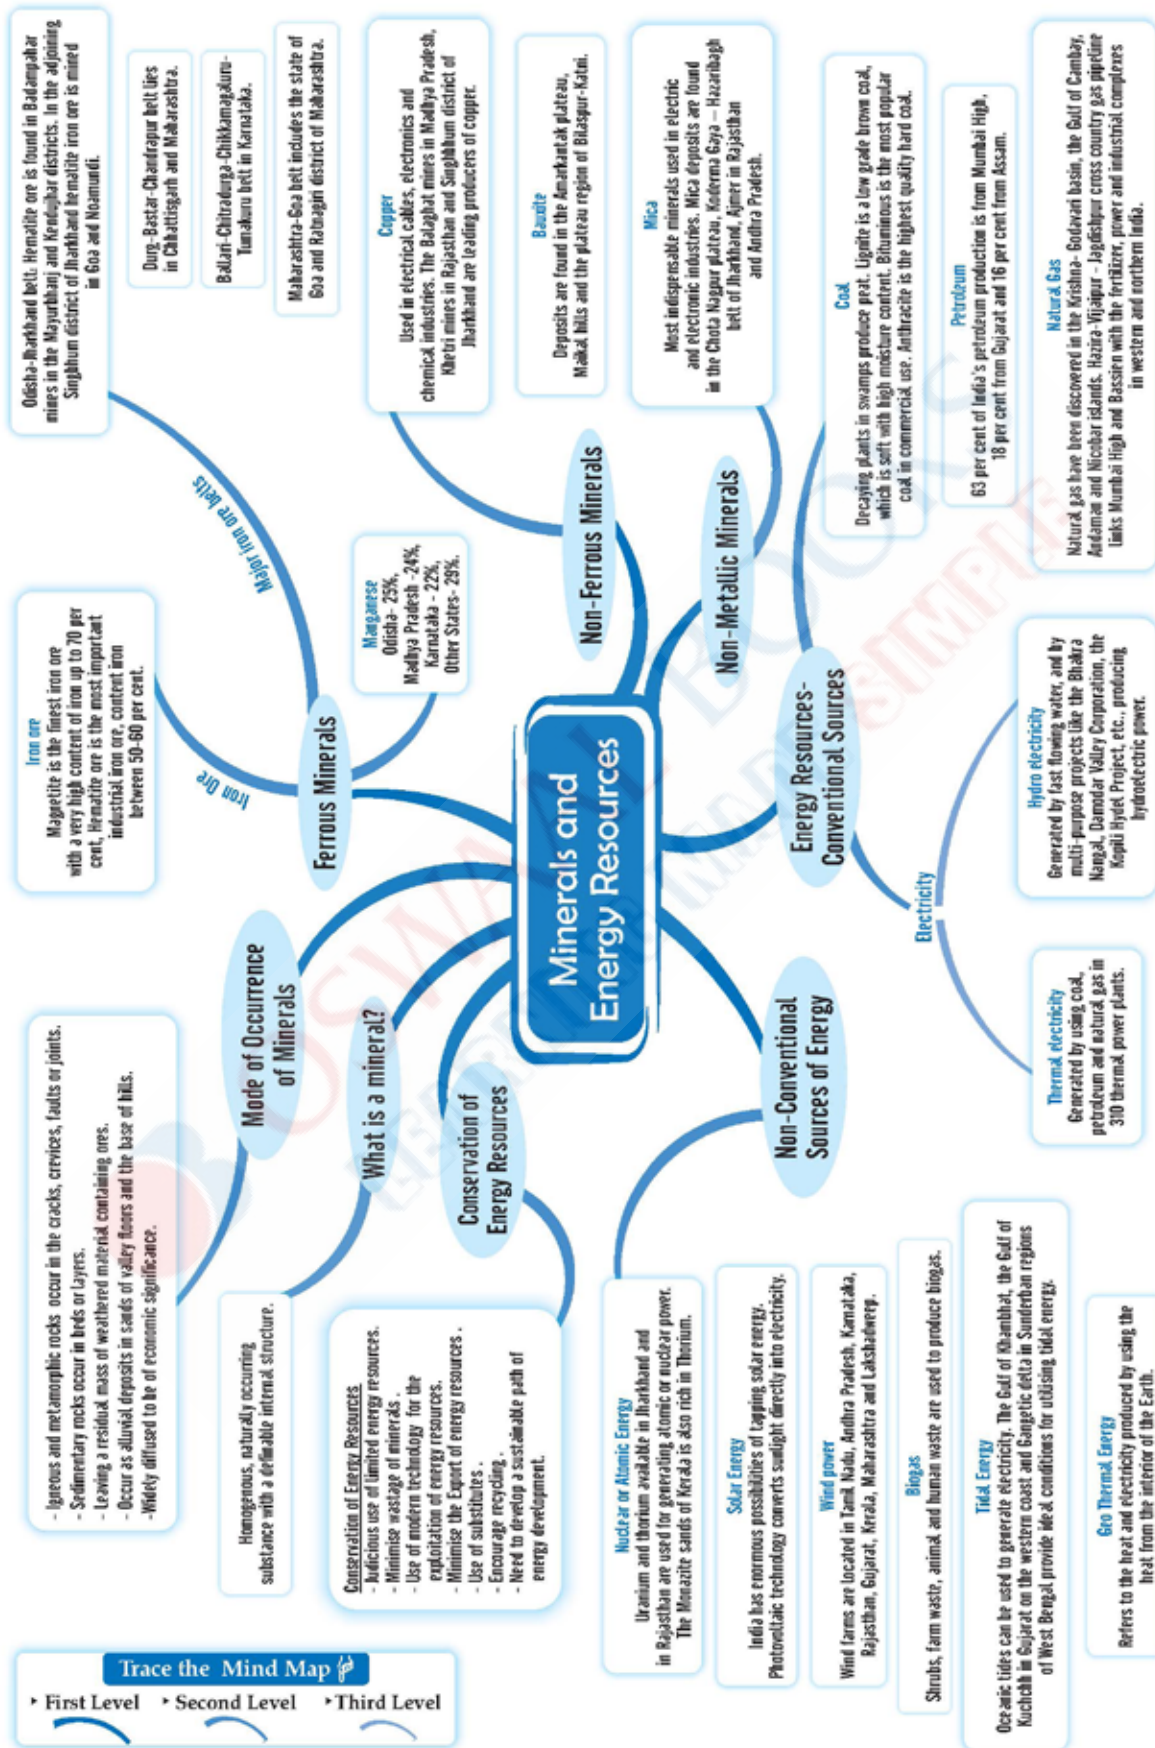 Minerals and
Energy Resources
Ferrous Minerals
Iron Ore
Iron ore
Magnetite is the finest iron ore
with a very high content of iron up to 70 per
cent, Hematite ore is the most important
industrial iron ore, content iron
between 50-60 per cent.
Major iron ore belts
Odisha-Jharkhand belt: Hematite ore is found in Badampahar
mines in the Mayurbhanj and Kendujhar districts. In the adjoining
Singbhum district of Jharkhand hematite iron ore is mined
in Goa and Noamundi.
Durg-Bastar-Chandrapur belt lies
in Chhattisgarh and Maharashtra.
Ballari-Chitradurga-Chikkamagaluru-
Tumakuru belt in Karnataka.
Maharashtra-Goa belt includes the state of
Goa and Ratnagiri district of Maharashtra.
Manganese
Odisha- 25%,
Madhya Pradesh -24%,
Karnataka - 22%,
Other States- 29%.
Non-Ferrous Minerals
Copper
Used in electrical cables, electronics and
chemical industries. The Balaghat mines in Madhya Pradesh,
Khetri mines in Rajasthan and Singhbhum district of
Jharkhand are leading producers of copper.
Bauxite
Deposits are found in the Amarkantak plateau,
Maikal hills and the plateau region of Bilaspur-Katni.
Non-Metallic Minerals
Mica
Most indispensable minerals used in electric
and electronic industries. Mica deposits are found
in the Chota Nagpur plateau, Koderma Gaya – Hazaribagh
belt of Jharkhand, Ajmer in Rajasthan
and Andhra Pradesh.
Energy Resources-
Conventional Sources
Coal
Decaying plants in swamps produce peat. Lignite is a low grade brown coal,
which is soft with high moisture content. Bituminous is the most popular
coal in commercial use. Anthracite is the highest quality hard coal.
Petroleum
63 per cent of India's petroleum production is from Mumbai High,
18 per cent from Gujarat and 16 per cent from Assam.
Natural Gas
Natural gas have been discovered in the Krishna- Godavari basin, the Gulf of Cambay,
Andaman and Nicobar islands. Hazira-Vijaipur - Jagdishpur cross country gas pipeline
links Mumbai High and Bassien with the fertilizer, power and industrial complexes
in western and northern India.
Electricity
Hydro electricity
Generated by fast flowing water, and by
multi-purpose projects like the Bhakra
Nangal, Damodar Valley Corporation, the
Kopili Hydel Project, etc., producing
hydroelectric power.
Thermal electricity
Generated by using coal,
petroleum and natural gas in
310 thermal power plants.
Mode of Occurrence
of Minerals
- Igneous and metamorphic rocks occur in the cracks, crevices, faults or joints.
- Sedimentary rocks occur in beds or layers.
- Leaving a residual mass of weathered material containing ores.
- Occur as alluvial deposits in sands of valley floors and the base of hills.
-Widely diffused to be of economic significance.
What is a mineral?
Homogenous, naturally occurring
substance with a definable internal structure.
Conservation of
Energy Resources
Conservation of Energy Resources
- Judicious use of limited energy resources.
- Minimise wastage of minerals .
- Use of modern technology for the
exploitation of energy resources.
- Minimise the Export of energy resources .
- Use of substitutes .
- Encourage recycling .
- Need to develop a sustainable path of
energy development.
Non-Conventional
Sources of Energy
Nuclear or Atomic Energy
Uranium and thorium available in Jharkhand and
in Rajasthan are used for generating atomic or nuclear power.
The Monazite sands of Kerala is also rich in Thorium.
Solar Energy
India has enormous possibilities of tapping solar energy.
Photovoltaic technology converts sunlight directly into electricity.
Wind power
Wind farms are located in Tamil Nadu, Andhra Pradesh, Karnataka,
Rajasthan, Gujarat, Kerala, Maharashtra and Lakshadweep.
Biogas
Shrubs, farm waste, animal and human waste are used to produce biogas.
Tidal Energy
Oceanic tides can be used to generate electricity. The Gulf of Khambhat, the Gulf of
Kuchchh in Gujarat on the western coast and Gangetic delta in Sunderban regions
of West Bengal provide ideal conditions for utilising tidal energy.
Geo Thermal Energy
Refers to the heat and electricity produced by using the
heat from the interior of the Earth.
Trace the Mind Map
First Level
Second Level
Third Level
OSWAAL BOOKS
LEARNING MADE SIMPLE